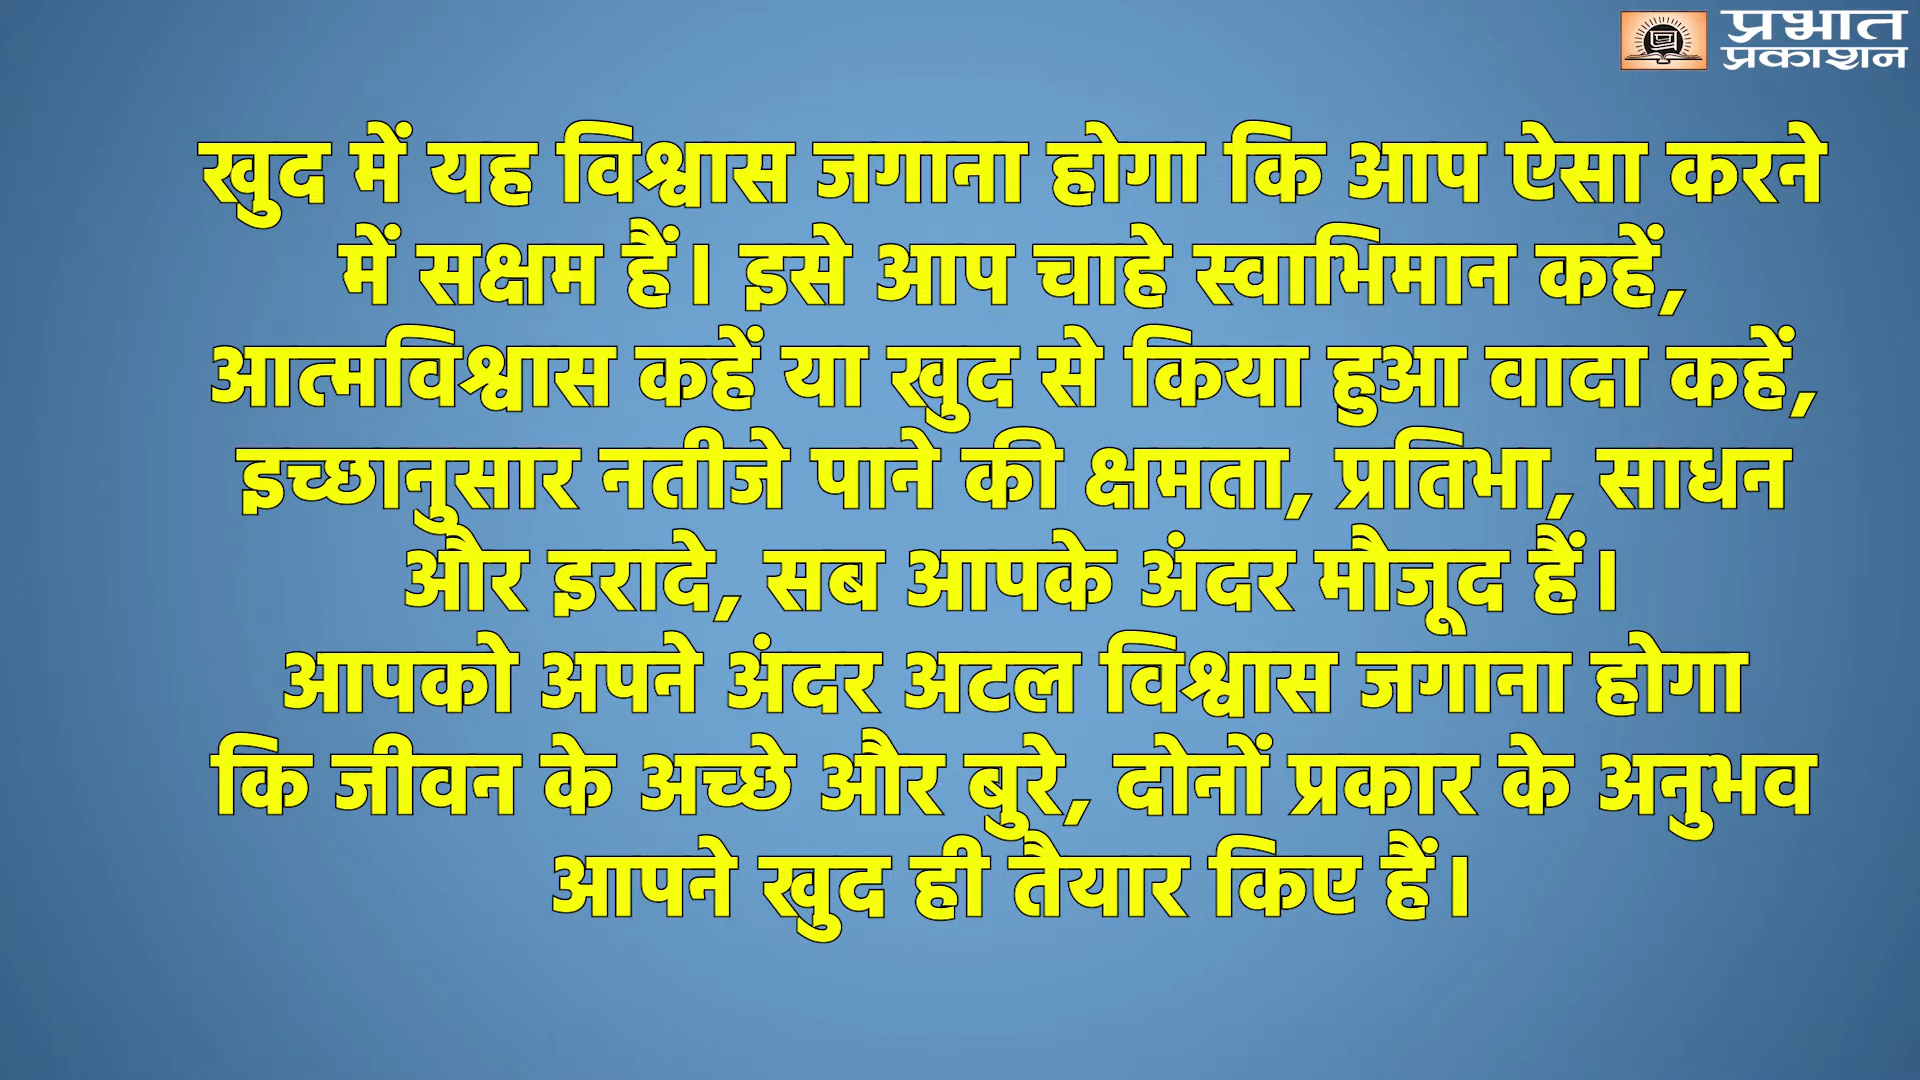 प्रभात
प्रकाशन
खुद में यह विश्वास जगाना होगा कि आप ऐसा करने
में सक्षम हैं। इसे आप चाहे स्वाभिमान कहें,
आत्मविश्वास कहें या खुद से किया हुआ वादा कहें,
इच्छानुसार नतीजे पाने की क्षमता, प्रतिभा, साधन
और इरादे, सब आपके अंदर मौजूद हैं।
आपको अपने अंदर अटल विश्वास जगाना होगा
कि जीवन के अच्छे और बुरे, दोनों प्रकार के अनुभव
आपने खुद ही तैयार किए हैं।